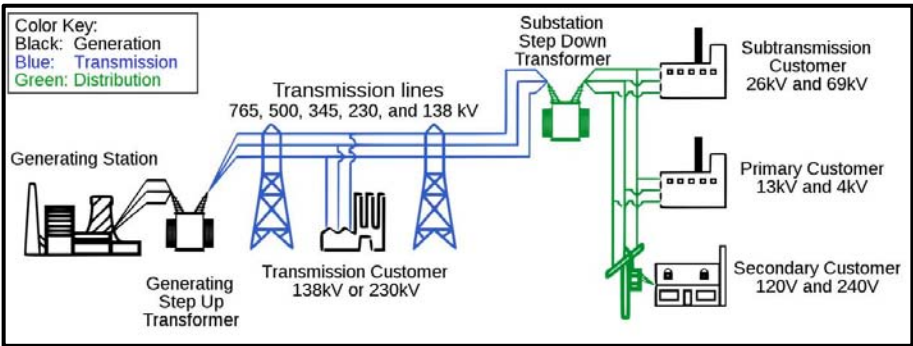 Color Key:
Black: Generation
Blue: Transmission
Green: Distribution
Substation
Step Down
Transformer
Subtransmission
Customer
26kV and 69kV
Transmission lines
765, 500, 345, 230, and 138 kV
Generating Station
Primary Customer
13kV and 4kV
Generating
Step Up
Transformer
Transmission Customer
138kV or 230kV
Secondary Customer
120V and 240V